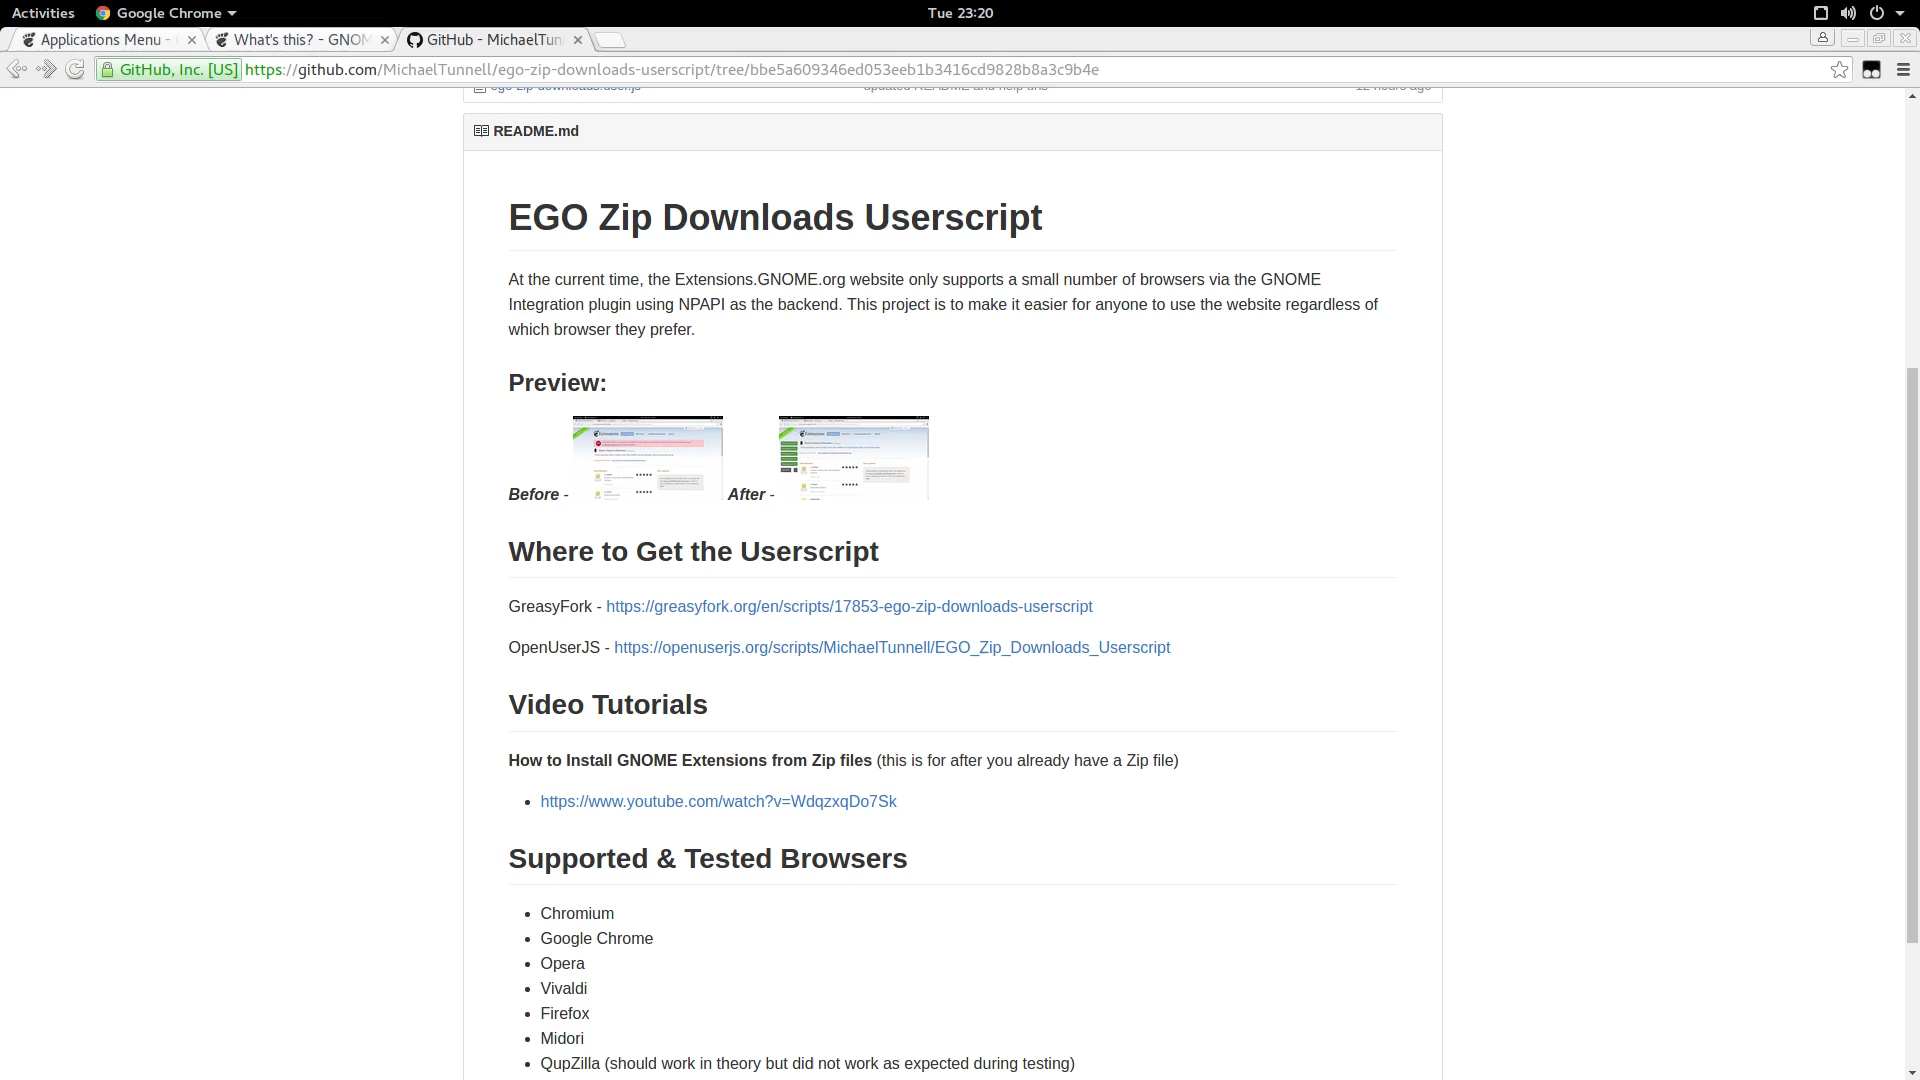 Activities Google Chrome Tue 23:20
Applications Menu - What's this? - GNOM GitHub - MichaelTun
GitHub, Inc. [US] https://github.com/MichaelTunnell/ego-zip-downloads-userscript/tree/bbe5a609346ed053eeb1b3416cd9828b8a3c9b4e
ego-zip-downloads.user.js updated README and help urls 12 hours ago
README.md
EGO Zip Downloads Userscript
At the current time, the Extensions.GNOME.org website only supports a small number of browsers via the GNOME
Integration plugin using NPAPI as the backend. This project is to make it easier for anyone to use the website regardless of
which browser they prefer.
Preview:
Before - After -
Where to Get the Userscript
GreasyFork - https://greasyfork.org/en/scripts/17853-ego-zip-downloads-userscript
OpenUserJS - https://openuserjs.org/scripts/MichaelTunnell/EGO_Zip_Downloads_Userscript
Video Tutorials
How to Install GNOME Extensions from Zip files (this is for after you already have a Zip file)
https://www.youtube.com/watch?v=WdqzxqDo7Sk
Supported & Tested Browsers
Chromium
Google Chrome
Opera
Vivaldi
Firefox
Midori
QupZilla (should work in theory but did not work as expected during testing)